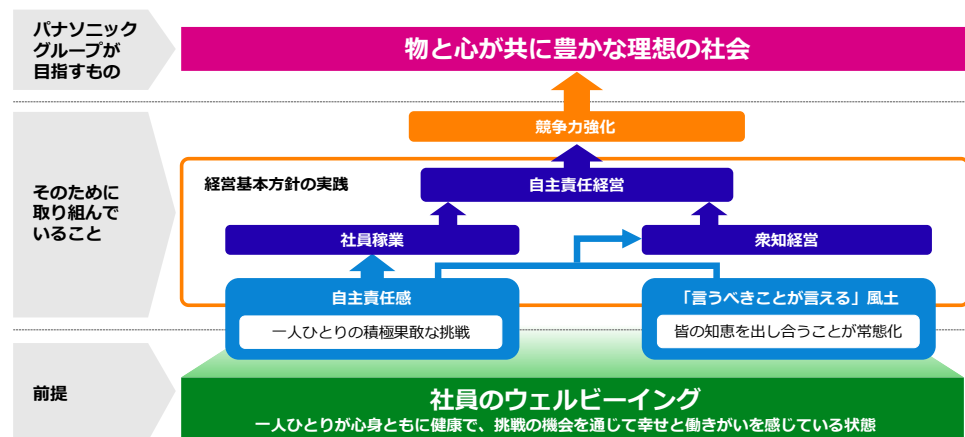 パナソニック
グループが
目指すもの
物と心が共に豊かな理想の社会
競争力強化
そのために
取り組んで
いること
経営基本方針の実践
自主責任経営
社員稼業
衆知経営
自主責任感
一人ひとりの積極果敢な挑戦
「言うべきことが言える」風土
皆の知恵を出し合うことが常態化
前提
社員のウェルビーイング
一人ひとりが心身ともに健康で、挑戦の機会を通じて幸せと働きがいを感じている状態